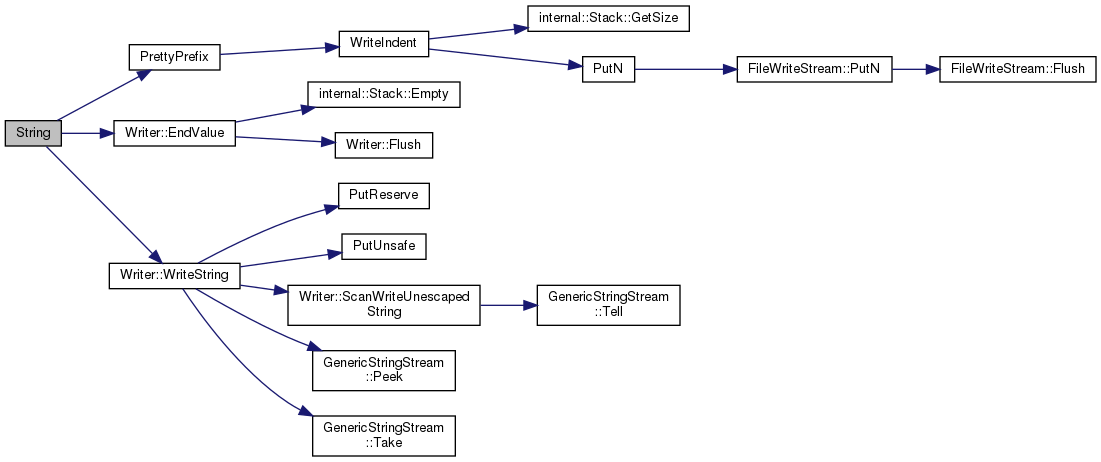 String
PrettyPrefix
WriteIndent
internal::Stack::GetSize
PutN
FileWriteStream::PutN
FileWriteStream::Flush
Writer::EndValue
internal::Stack::Empty
Writer::Flush
Writer::WriteString
PutReserve
PutUnsafe
Writer::ScanWriteUnescaped
String
GenericStringStream
::Tell
GenericStringStream
::Peek
GenericStringStream
::Take